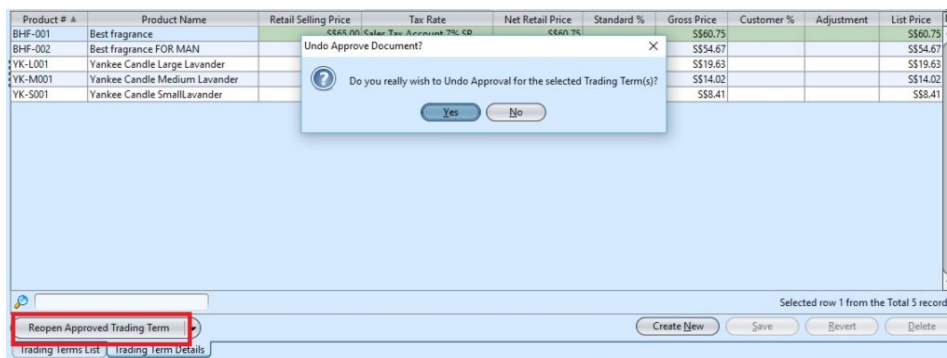 Product # Product Name Retail Selling Price Tax Rate Net Retail Price Standard % Gross Price Customer % Adjustment List Price
BHF-001 Best fragrance S$65.00 Sales Tax Account 7% SR S$60.75 S$60.75 S$60.75
Undo Approve Document?
BHF-002 Best fragrance FOR MAN S$54.67 S$54.67
YK-L001 Yankee Candle Large Lavander S$19.63 S$19.63
YK-M001 Yankee Candle Medium Lavander S$14.02 S$14.02
Do you really wish to Undo Approval for the selected Trading Term(s)?
YK-S001 Yankee Candle SmallLavander S$8.41 S$8.41
Yes No
Selected row 1 from the Total 5 record
Reopen Approved Trading Term Create New Save Revert Delete
Trading Terms List Trading Term Details